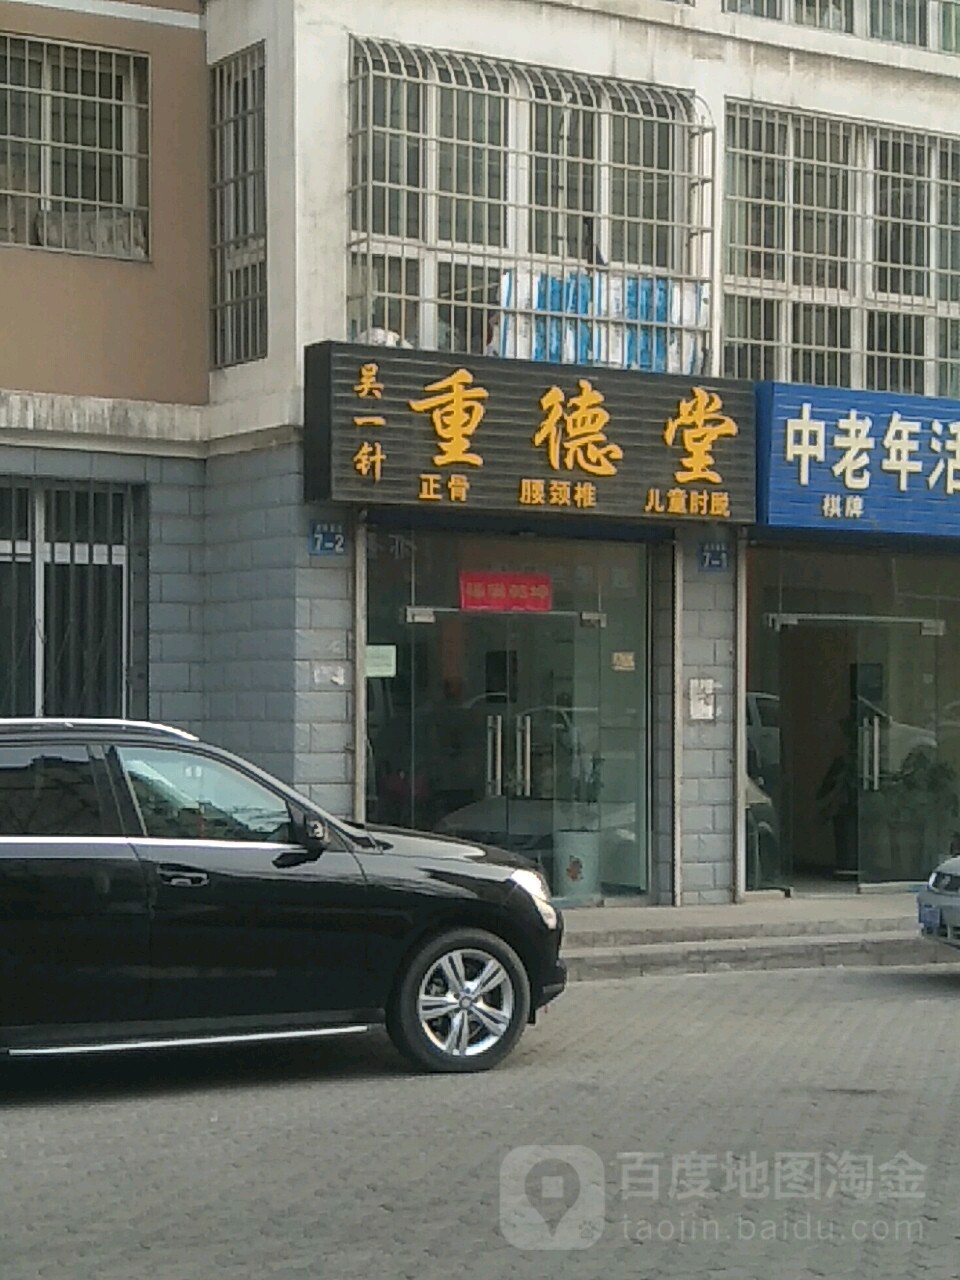 吴一针
重德堂
正骨 腰颈椎 儿童肘脱
中老年活
棋牌
7-2
7-1
百度地图淘金
taojin.baidu.com